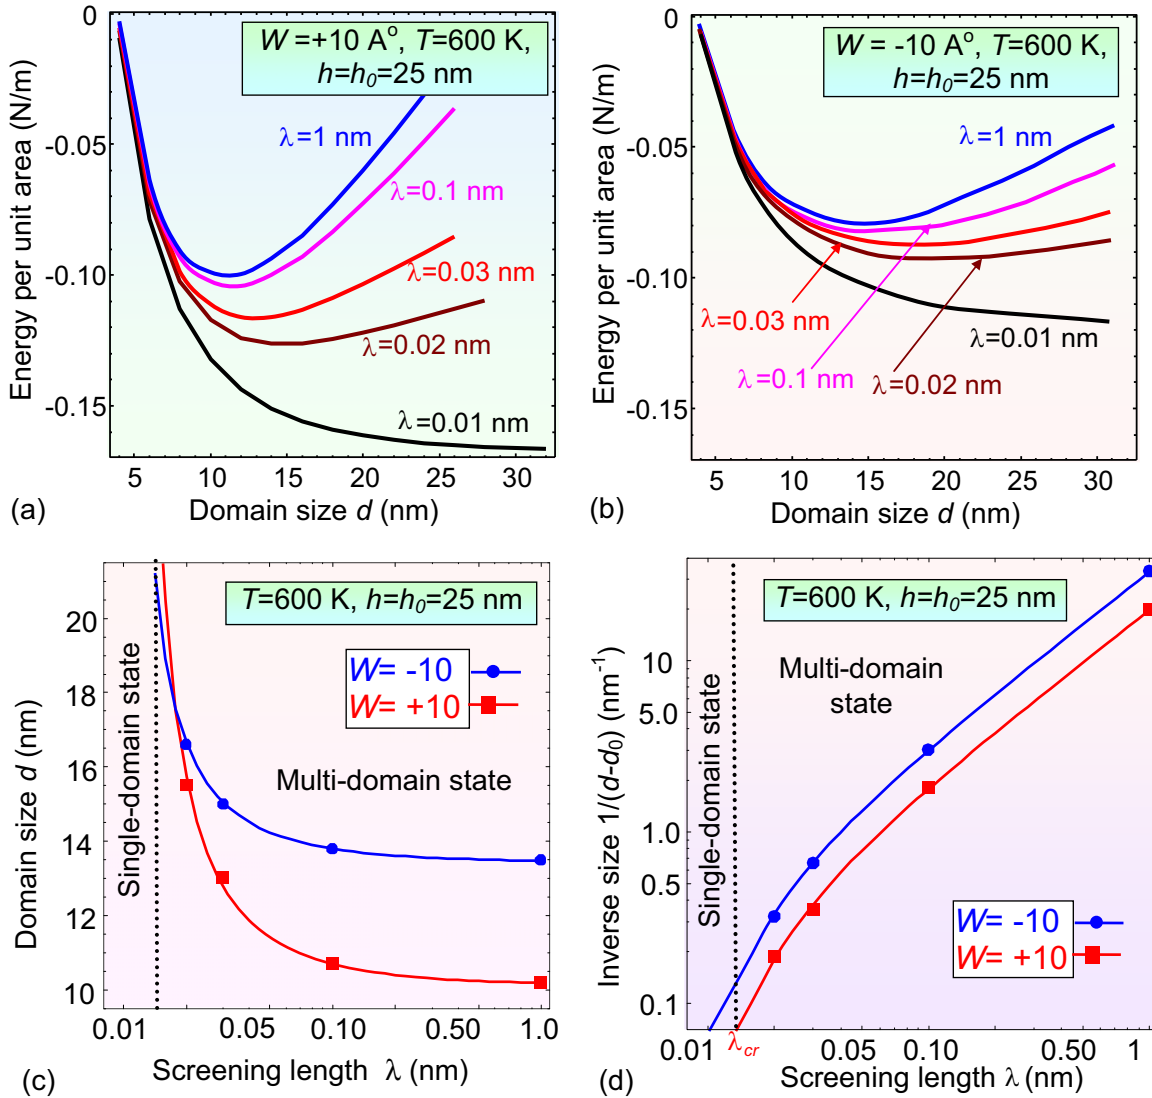 W =+10 A°, T=600 K,
h=h0=25 nm
λ=1 nm
λ=0.1 nm
λ=0.03 nm
λ=0.02 nm
λ=0.01 nm
0
-0.05
-0.10
-0.15
5 10 15 20 25 30
Energy per unit area (N/m)
Domain size d (nm)
(a)
W = -10 A°, T=600 K,
h=h0=25 nm
λ=1 nm
λ=0.03 nm
λ=0.1 nm
λ=0.02 nm
λ=0.01 nm
0
-0.05
-0.10
-0.15
5 10 15 20 25 30
Energy per unit area (N/m)
Domain size d (nm)
(b)
T=600 K, h=h0=25 nm
W= -10
W= +10
Single-domain state
Multi-domain state
20
18
16
14
12
10
0.01 0.05 0.10 0.50 1.0
Domain size d (nm)
Screening length λ (nm)
(c)
T=600 K, h=h0=25 nm
Multi-domain
state
Single-domain state
W= -10
W= +10
10
5.0
1.0
0.5
0.1
0.01 λcr 0.05 0.10 0.50 1
Inverse size 1/(d-d0) (nm-1)
Screening length λ (nm)
(d)